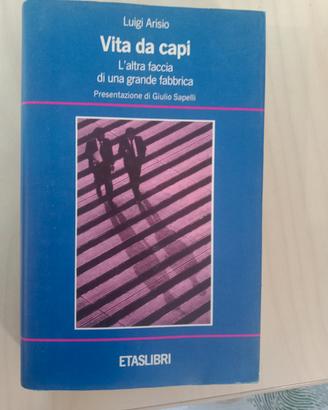 Luigi Arisio
Vita da capi
L'altra faccia
di una grande fabbrica
Presentazione di Giulio Sapelli
ETASLIBRI